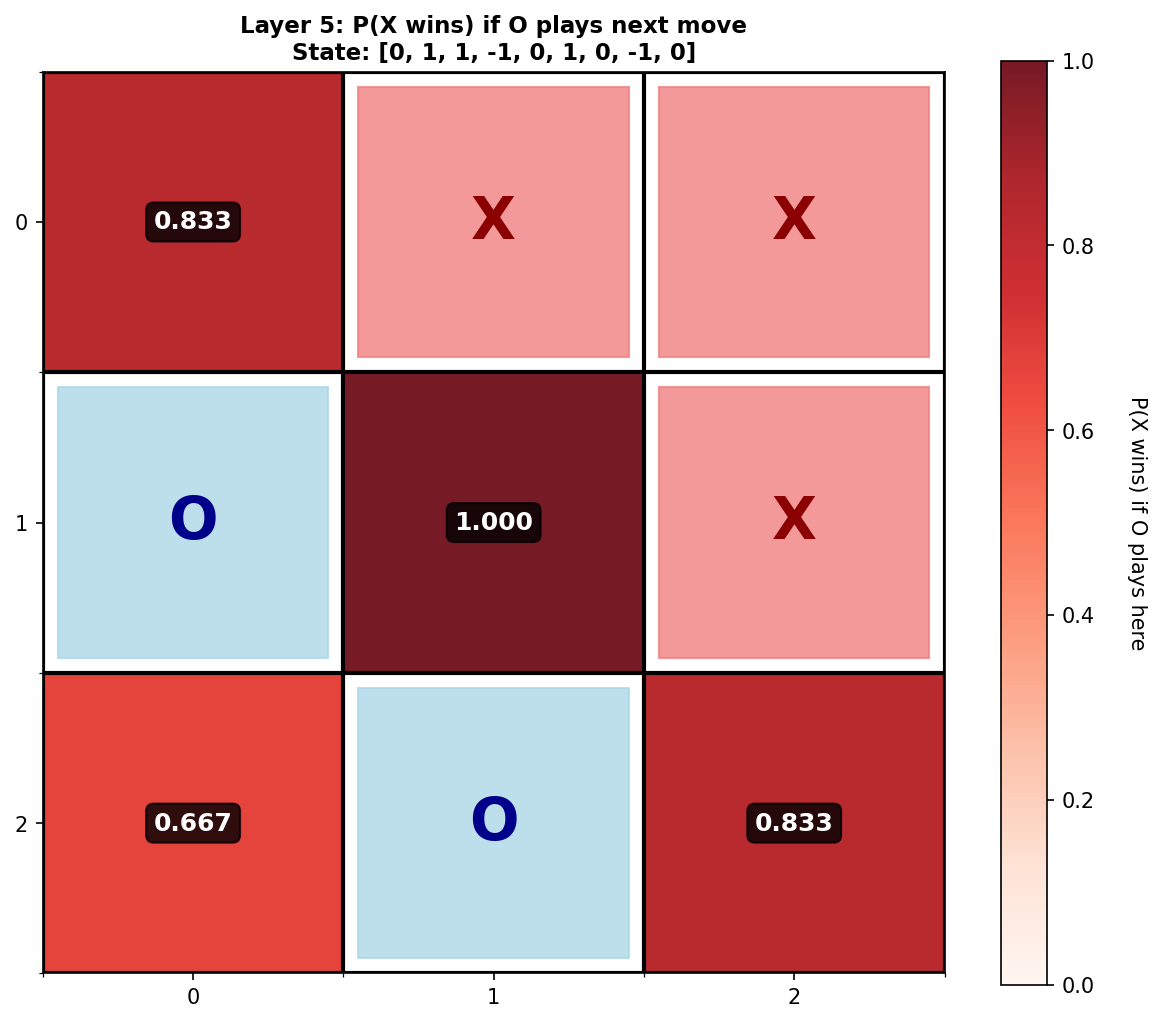 Layer 5: P(X wins) if O plays next move
State: [0, 1, 1, -1, 0, 1, 0, -1, 0]
1.0
0.8
0.6
0.4
0.2
0.0
P(X wins) if O plays here
0
0.833
X
X
1
O
1.000
X
2
0.667
O
0.833
0
1
2